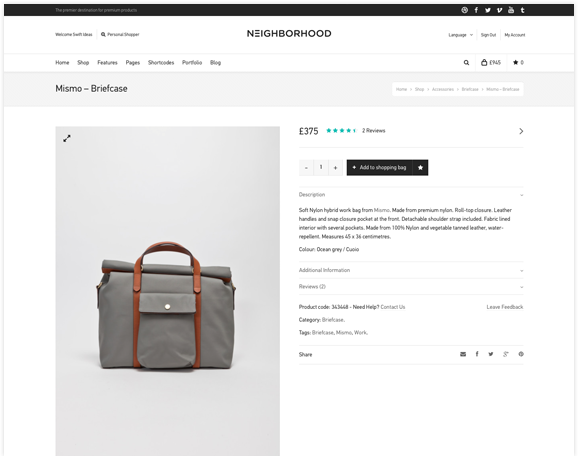 The premier destination for premium products
Welcome Swift Ideas
Personal Shopper
NEIGHBORHOOD
Language
Sign Out
My Account
Home Shop Features Pages Shortcodes Portfolio Blog
£945
0
Mismo – Briefcase
Home > Shop > Accessories > Briefcase > Mismo – Briefcase
£375
2 Reviews
- 1 +
+ Add to shopping bag
Description
Soft Nylon hybrid work bag from Mismo. Made from premium nylon. Roll-top closure. Leather
handles and snap closure pocket at the front. Detachable shoulder strap included. Fabric lined
interior with several pockets. Made from 100% Nylon and vegetable tanned leather, water-
repellent. Measures 45 x 36 centmetres.
Colour: Ocean grey / Cuoio
Additional Information
Reviews (2)
Product code: 343448 - Need Help? Contact Us
Leave Feedback
Category: Briefcase.
Tags: Briefcase, Mismo, Work.
Share